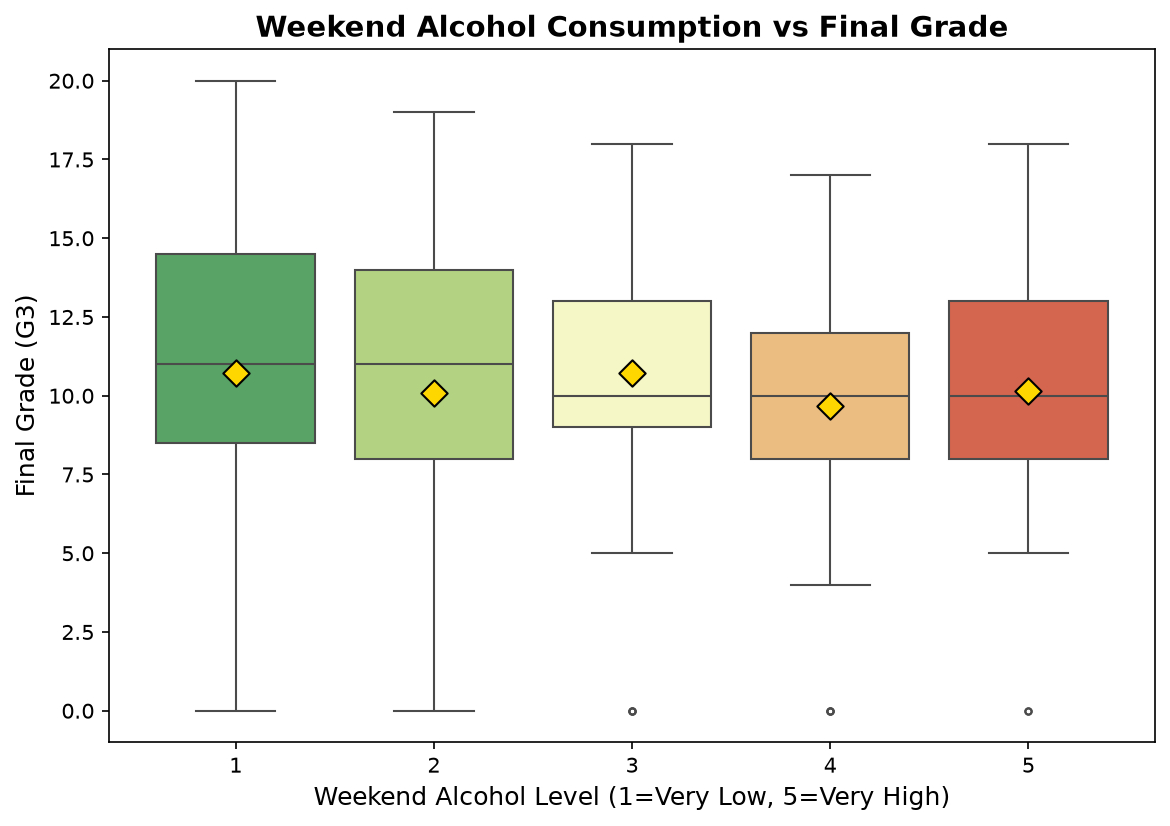 Weekend Alcohol Consumption vs Final Grade
Final Grade (G3)
20.0
17.5
15.0
12.5
10.0
7.5
5.0
2.5
0.0
1 2 3 4 5
Weekend Alcohol Level (1=Very Low, 5=Very High)